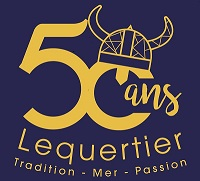 50 ans
Lequertier
Tradition - Mer - Passion